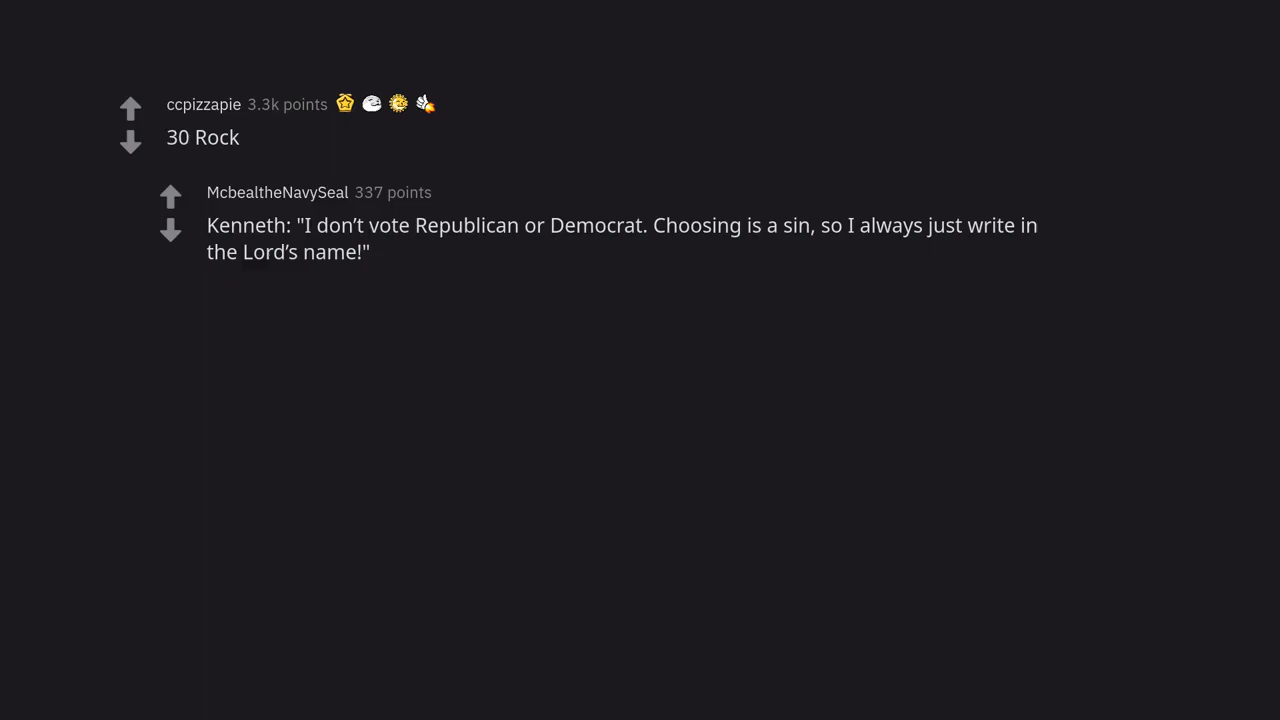 ccpizzapie 3.3k points
30 Rock
McbealtheNavySeal 337 points
Kenneth: "I don’t vote Republican or Democrat. Choosing is a sin, so I always just write in
the Lord’s name!"